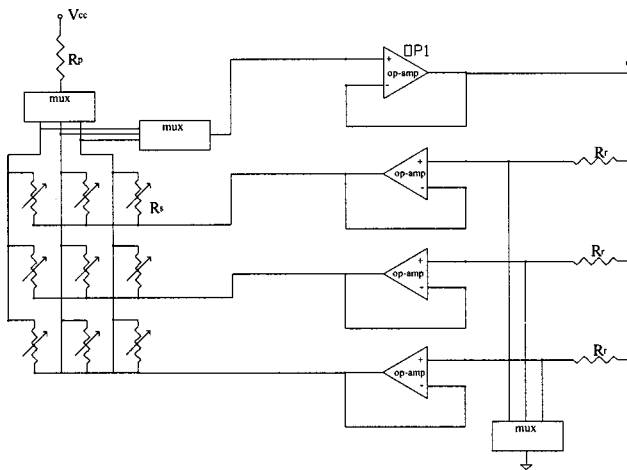 Vcc
Rp
mux
mux
OP1
+
op-amp
-
Rs
+
op-amp
-
Rr
+
op-amp
-
Rr
+
op-amp
-
Rr
mux